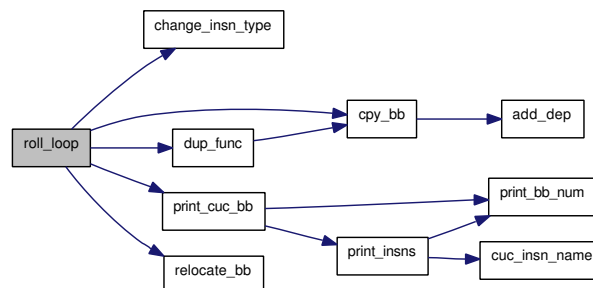 change_insn_type
cpy_bb
add_dep
roll_loop
dup_func
print_cuc_bb
print_bb_num
print_insns
cuc_insn_name
relocate_bb